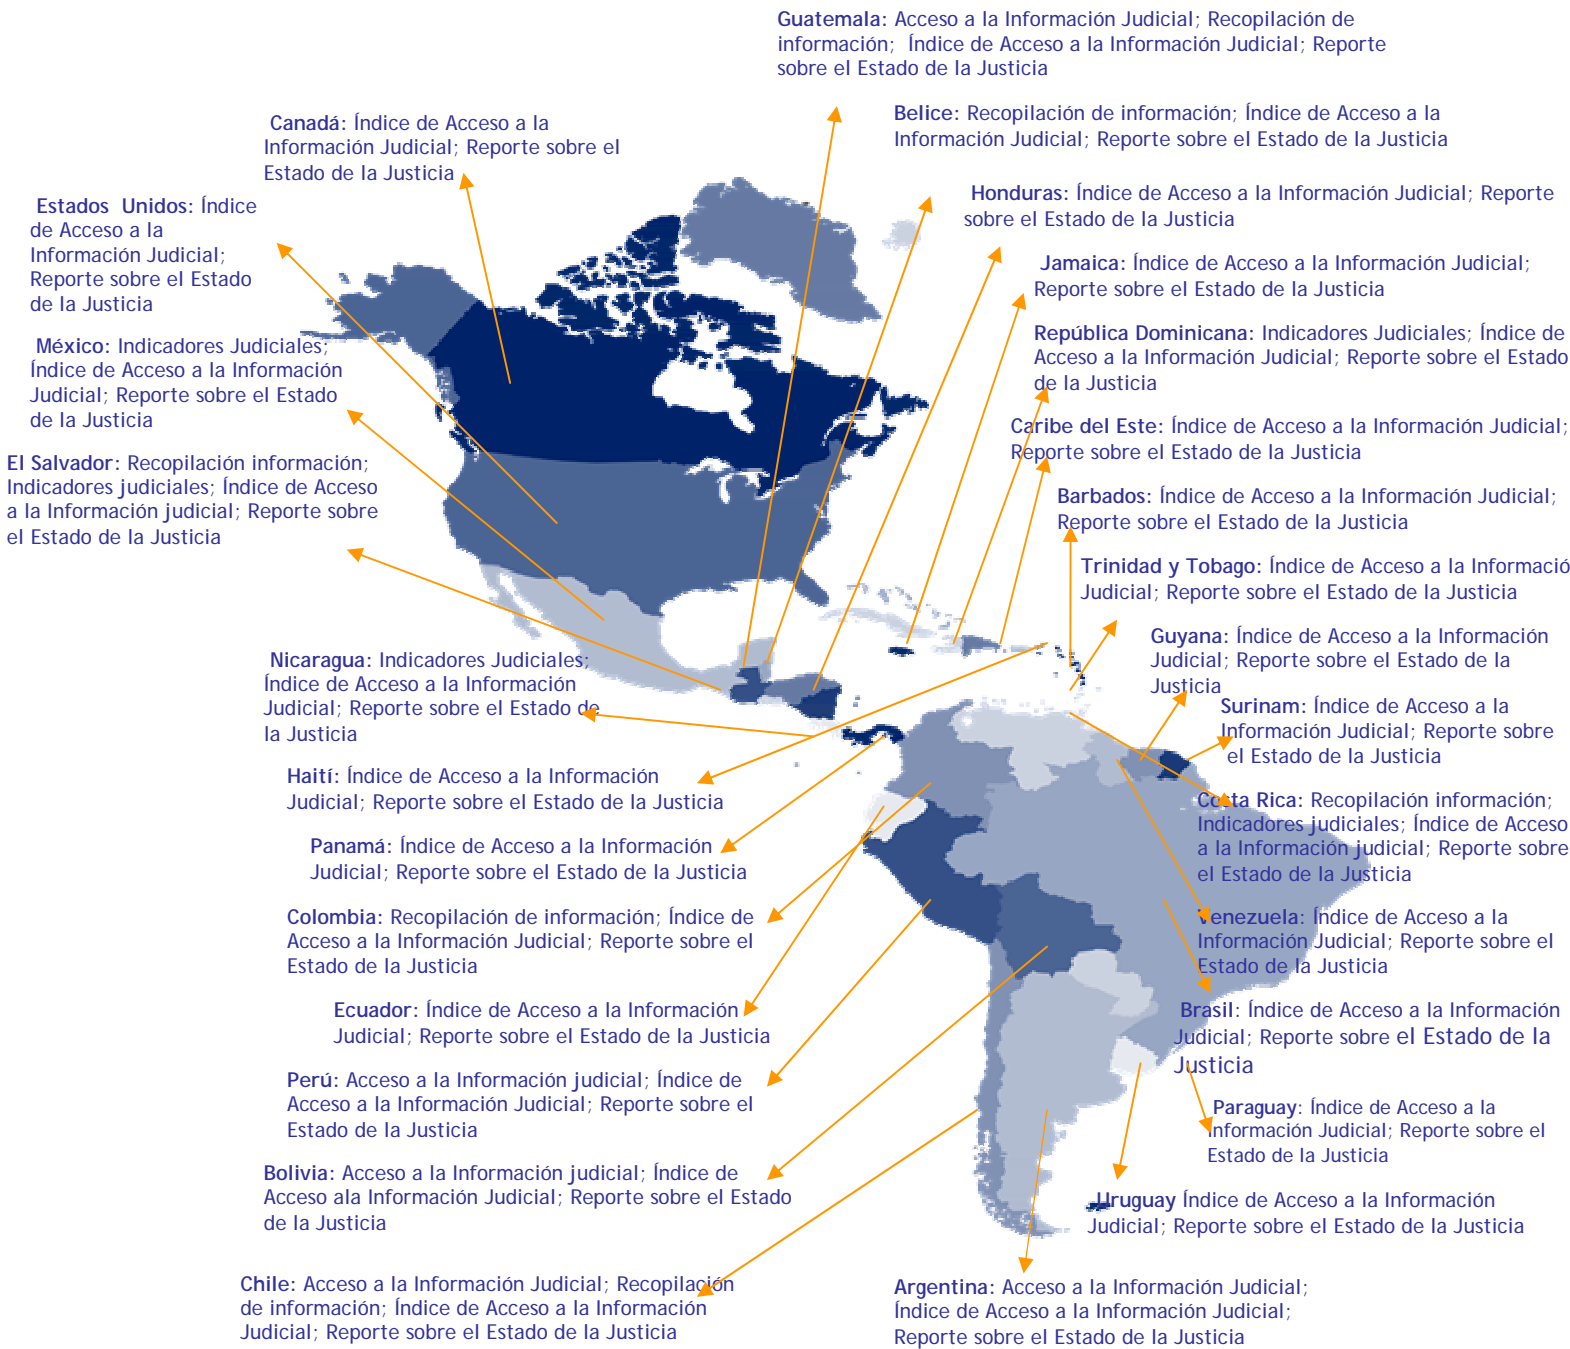 Guatemala: Acceso a la Información Judicial; Recopilación de
información; Índice de Acceso a la Información Judicial; Reporte
sobre el Estado de la Justicia
Belice: Recopilación de información; Índice de Acceso a la
Información Judicial; Reporte sobre el Estado de la Justicia
Canadá: Índice de Acceso a la
Información Judicial; Reporte sobre el
Estado de la Justicia
Honduras: Índice de Acceso a la Información Judicial; Reporte
sobre el Estado de la Justicia
Estados Unidos: Índice
de Acceso a la
Información Judicial;
Reporte sobre el Estado
de la Justicia
Jamaica: Índice de Acceso a la Información Judicial;
Reporte sobre el Estado de la Justicia
República Dominicana: Indicadores Judiciales; Índice de
Acceso a la Información Judicial; Reporte sobre el Estado
de la Justicia
México: Indicadores Judiciales;
Índice de Acceso a la Información
Judicial; Reporte sobre el Estado
de la Justicia
Caribe del Este: Índice de Acceso a la Información Judicial;
Reporte sobre el Estado de la Justicia
El Salvador: Recopilación información;
Indicadores judiciales; Índice de Acceso
a la Información judicial; Reporte sobre
el Estado de la Justicia
Barbados: Índice de Acceso a la Información Judicial;
Reporte sobre el Estado de la Justicia
Trinidad y Tobago: Índice de Acceso a la Informació
Judicial; Reporte sobre el Estado de la Justicia
Guyana: Índice de Acceso a la Información
Judicial; Reporte sobre el Estado de la
Justicia
Nicaragua: Indicadores Judiciales;
Índice de Acceso a la Información
Judicial; Reporte sobre el Estado de
la Justicia
Surinam: Índice de Acceso a la
Información Judicial; Reporte sobre
el Estado de la Justicia
Haití: Índice de Acceso a la Información
Judicial; Reporte sobre el Estado de la Justicia
Costa Rica: Recopilación información;
Indicadores judiciales; Índice de Acceso
a la Información judicial; Reporte sobre
el Estado de la Justicia
Panamá: Índice de Acceso a la Información
Judicial; Reporte sobre el Estado de la Justicia
Colombia: Recopilación de información; Índice de
Acceso a la Información Judicial; Reporte sobre el
Estado de la Justicia
Venezuela: Índice de Acceso a la
Información Judicial; Reporte sobre el
Estado de la Justicia
Ecuador: Índice de Acceso a la Información
Judicial; Reporte sobre el Estado de la Justicia
Brasil: Índice de Acceso a la Información
Judicial; Reporte sobre el Estado de la
Justicia
Perú: Acceso a la Información judicial; Índice de
Acceso a la Información Judicial; Reporte sobre el
Estado de la Justicia
Paraguay: Índice de Acceso a la
Información Judicial; Reporte sobre el
Estado de la Justicia
Bolivia: Acceso a la Información judicial; Índice de
Acceso ala Información Judicial; Reporte sobre el Estado
de la Justicia
Uruguay Índice de Acceso a la Información
Judicial; Reporte sobre el Estado de la Justicia
Chile: Acceso a la Información Judicial; Recopilación
de información; Índice de Acceso a la Información
Judicial; Reporte sobre el Estado de la Justicia
Argentina: Acceso a la Información Judicial;
Índice de Acceso a la Información Judicial;
Reporte sobre el Estado de la Justicia